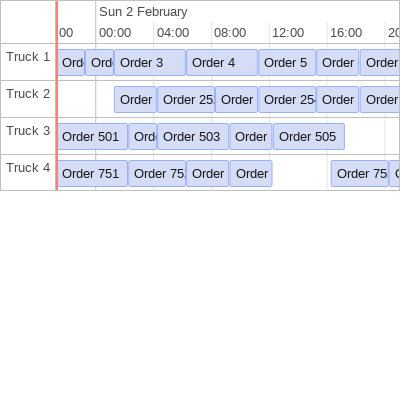 Sun 2 February
00 00:00 04:00 08:00 12:00 16:00 20
Truck 1 Ord Ord Order 3 Order 4 Order 5 Order Order
Truck 2 Order Order 25 Order Order 25 Order Order
Truck 3 Order 501 Ord Order 503 Order Order 505
Truck 4 Order 751 Order 75 Order Order Order 75